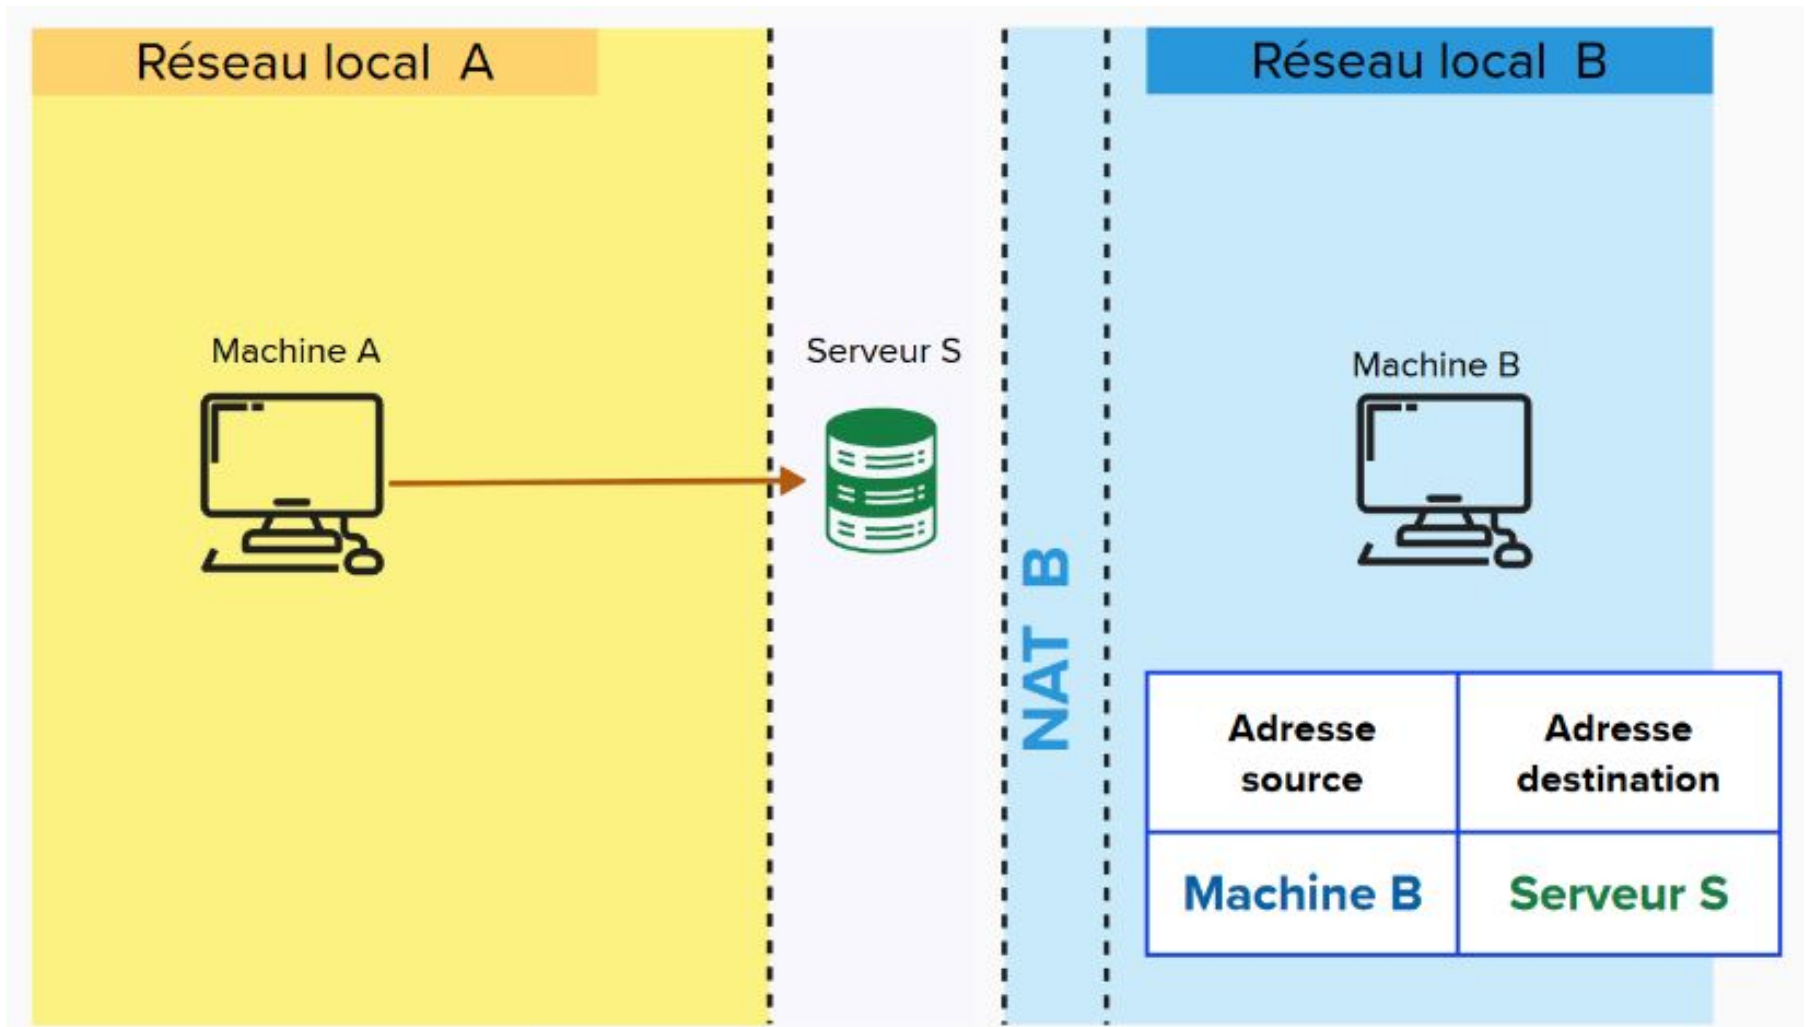 Réseau local A
Réseau local B
Machine A
Serveur S
Machine B
NAT B
Adresse source
Adresse destination
Machine B
Serveur S